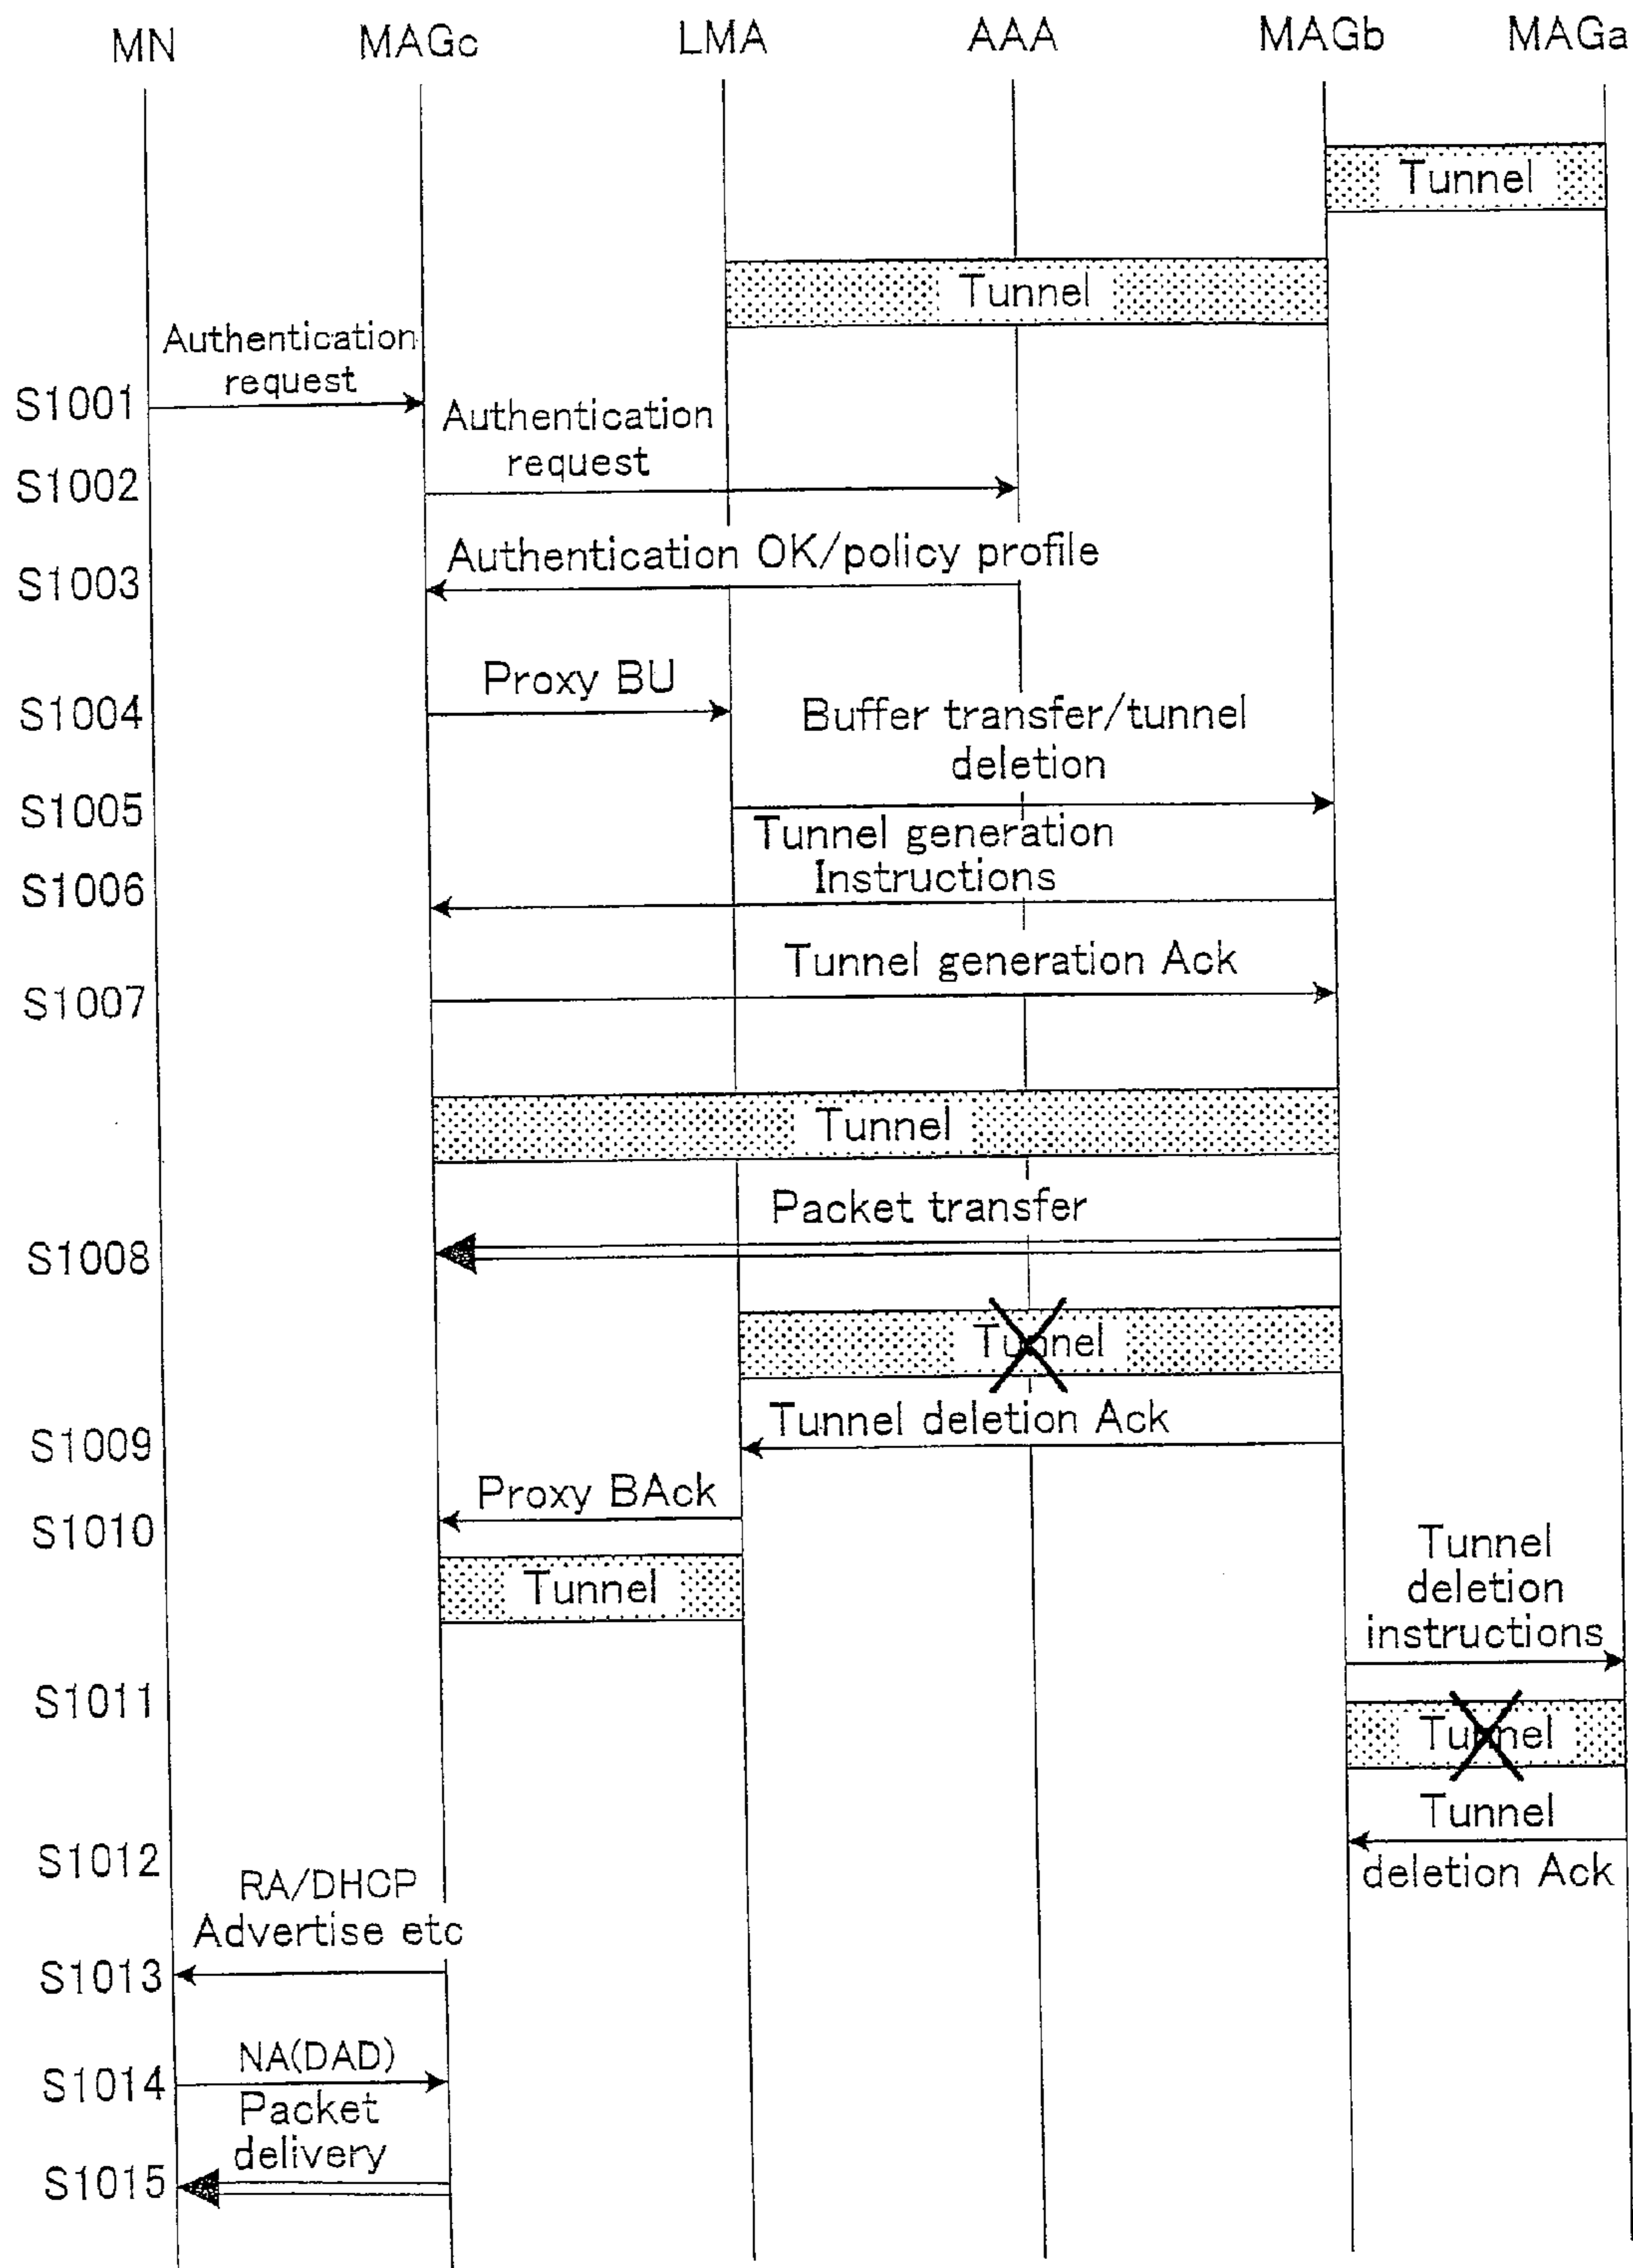 MN MAGc LMA AAA MAGb MAGa
Tunnel
Tunnel
Authentication
request
S1001
Authentication
request
S1002
Authentication OK/policy profile
S1003
Proxy BU
S1004
Buffer transfer/tunnel
deletion
S1005
Tunnel generation
Instructions
S1006
Tunnel generation Ack
S1007
Tunnel
Packet transfer
S1008
Tunnel
Tunnel deletion Ack
S1009
Proxy BAck
S1010
Tunnel
Tunnel
deletion
instructions
S1011
Tunnel
Tunnel
deletion Ack
S1012
RA/DHCP
Advertise etc
S1013
NA(DAD)
S1014
Packet
delivery
S1015